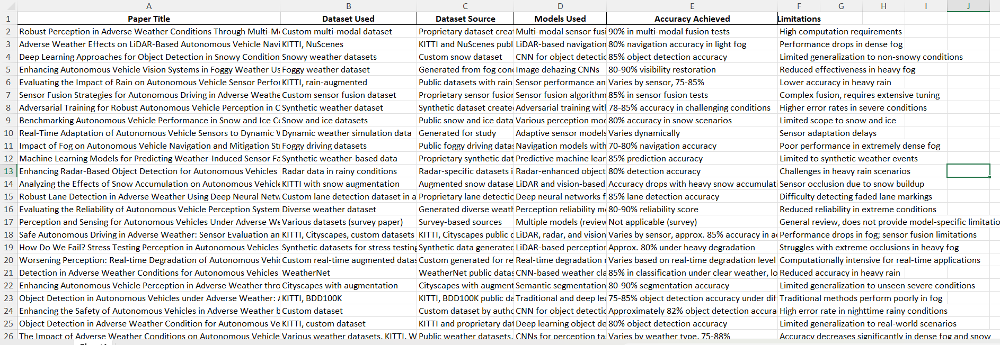 A B C D E F G H I J
1 Paper Title Dataset Used Dataset Source Models Used Accuracy Achieved Limitations
2 Robust Perception in Adverse Weather Conditions Through Multi-M Custom multi-modal dataset Proprietary dataset crea Multi-modal sensor fusi 90% in multi-modal fusion tests High computation requirements
3 Adverse Weather Effects on LiDAR-Based Autonomous Vehicle Navi KITTI, NuScenes KITTI and NuScenes publ LiDAR-based navigation 80% navigation accuracy in light fog Performance drops in dense fog
4 Deep Learning Approaches for Object Detection in Snowy Condition Snowy weather datasets Custom snow dataset CNN for object detectic 85% object detection accuracy Limited generalization to non-snowy conditions
5 Enhancing Autonomous Vehicle Vision Systems in Foggy Weather Us Foggy weather dataset Generated from fog con Image dehazing CNNs 80-90% visibility restoration Reduced effectiveness in heavy fog
6 Evaluating the Impact of Rain on Autonomous Vehicle Sensor Perfo KITTI, rain-augmented Public datasets with rain Sensor performance an Varies by sensor, 75-85% Lower accuracy in heavy rain
7 Sensor Fusion Strategies for Autonomous Driving in Adverse Weathe Custom sensor fusion dataset Proprietary sensor fusion Sensor fusion algorithm 85% in sensor fusion tests Complex fusion, requires extensive tuning
8 Adversarial Training for Robust Autonomous Vehicle Perception in C Synthetic weather dataset Synthetic dataset create Adversarial training with 78-85% accuracy in challenging conditions Higher error rates in severe conditions
9 Benchmarking Autonomous Vehicle Performance in Snow and Ice C Snow and ice datasets Public snow and ice data Various perception mo 80% accuracy in snow scenarios Limited scope to snow and ice
10 Real-Time Adaptation of Autonomous Vehicle Sensors to Dynamic V Dynamic weather simulation data Generated for study Adaptive sensor models Varies dynamically Sensor adaptation delays
11 Impact of Fog on Autonomous Vehicle Navigation and Mitigation St Foggy driving datasets Public foggy driving data Navigation models with 70-80% navigation accuracy Poor performance in extremely dense fog
12 Machine Learning Models for Predicting Weather-Induced Sensor Fa Synthetic weather-based data Proprietary synthetic dat Predictive machine lear 85% prediction accuracy Limited to synthetic weather events
13 Enhancing Radar-Based Object Detection for Autonomous Vehicles Radar data in rainy conditions Radar-specific datasets i Radar-enhanced object 80% detection accuracy Challenges in heavy rain scenarios
14 Analyzing the Effects of Snow Accumulation on Autonomous Vehicl KITTI with snow augmentation Augmented snow datase LiDAR and vision-based Accuracy drops with heavy snow accumulati Sensor occlusion due to snow buildup
15 Robust Lane Detection in Adverse Weather Using Deep Neural Netw Custom lane detection dataset in a Proprietary lane detectic Deep neural networks f 85% lane detection accuracy Difficulty detecting faded lane markings
16 Evaluating the Reliability of Autonomous Vehicle Perception System Diverse weather dataset Generated diverse weath Perception reliability m 80-90% reliability score Reduced reliability in extreme conditions
17 Perception and Sensing for Autonomous Vehicles Under Adverse We Various datasets (survey paper) Survey-based sources Multiple models (review Not applicable (survey) General review, does not provide model-specific limitatio
18 Safe Autonomous Driving in Adverse Weather: Sensor Evaluation an KITTI, Cityscapes, custom datasets KITTI, Cityscapes public c LiDAR, radar, and vision Varies by sensor, approx. 85% accuracy in a Performance drops in fog; sensor fusion limitations
19 How Do We Fail? Stress Testing Perception in Autonomous Vehicles Synthetic datasets for stress testing Synthetic data generated LiDAR-based perception Approx. 80% under heavy degradation Struggles with extreme occlusions in heavy fog
20 Worsening Perception: Real-time Degradation of Autonomous Vehi Custom real-time augmented data Custom generated for re Real-time degradation Varies based on real-time degradation level Computationally intensive for real-time applications
21 Detection in Adverse Weather Conditions for Autonomous Vehicles WeatherNet WeatherNet public datas CNN-based weather cla 85% in classification under clear weather, lo Reduced accuracy in heavy rain
22 Enhancing Autonomous Vehicle Perception in Adverse Weather thro Cityscapes with augmentation Cityscapes with augment Semantic segmentation 80-90% segmentation accuracy Limited generalization to unseen severe conditions
23 Object Detection in Autonomous Vehicles under Adverse Weather: KITTI, BDD100K KITTI, BDD100K public da Traditional and deep lea 75-85% object detection accuracy under dif Traditional methods perform poorly in fog
24 Enhancing the Safety of Autonomous Vehicles in Adverse Weather b Custom dataset Custom dataset by autho CNN for object detectic Approximately 82% object detection accura High error rate in nighttime rainy conditions
25 Object Detection in Adverse Weather Condition for Autonomous Ve KITTI, custom dataset KITTI and proprietary dat Deep learning object de 80% object detection accuracy Limited generalization to real-world scenarios
26 The Impact of Adverse Weather Conditions on Autonomous Vehicle Various weather datasets, KITTI, W Public weather datasets, CNNs for perception ta Varies by weather type, 75-88% Accuracy decreases significantly in dense fog and snow